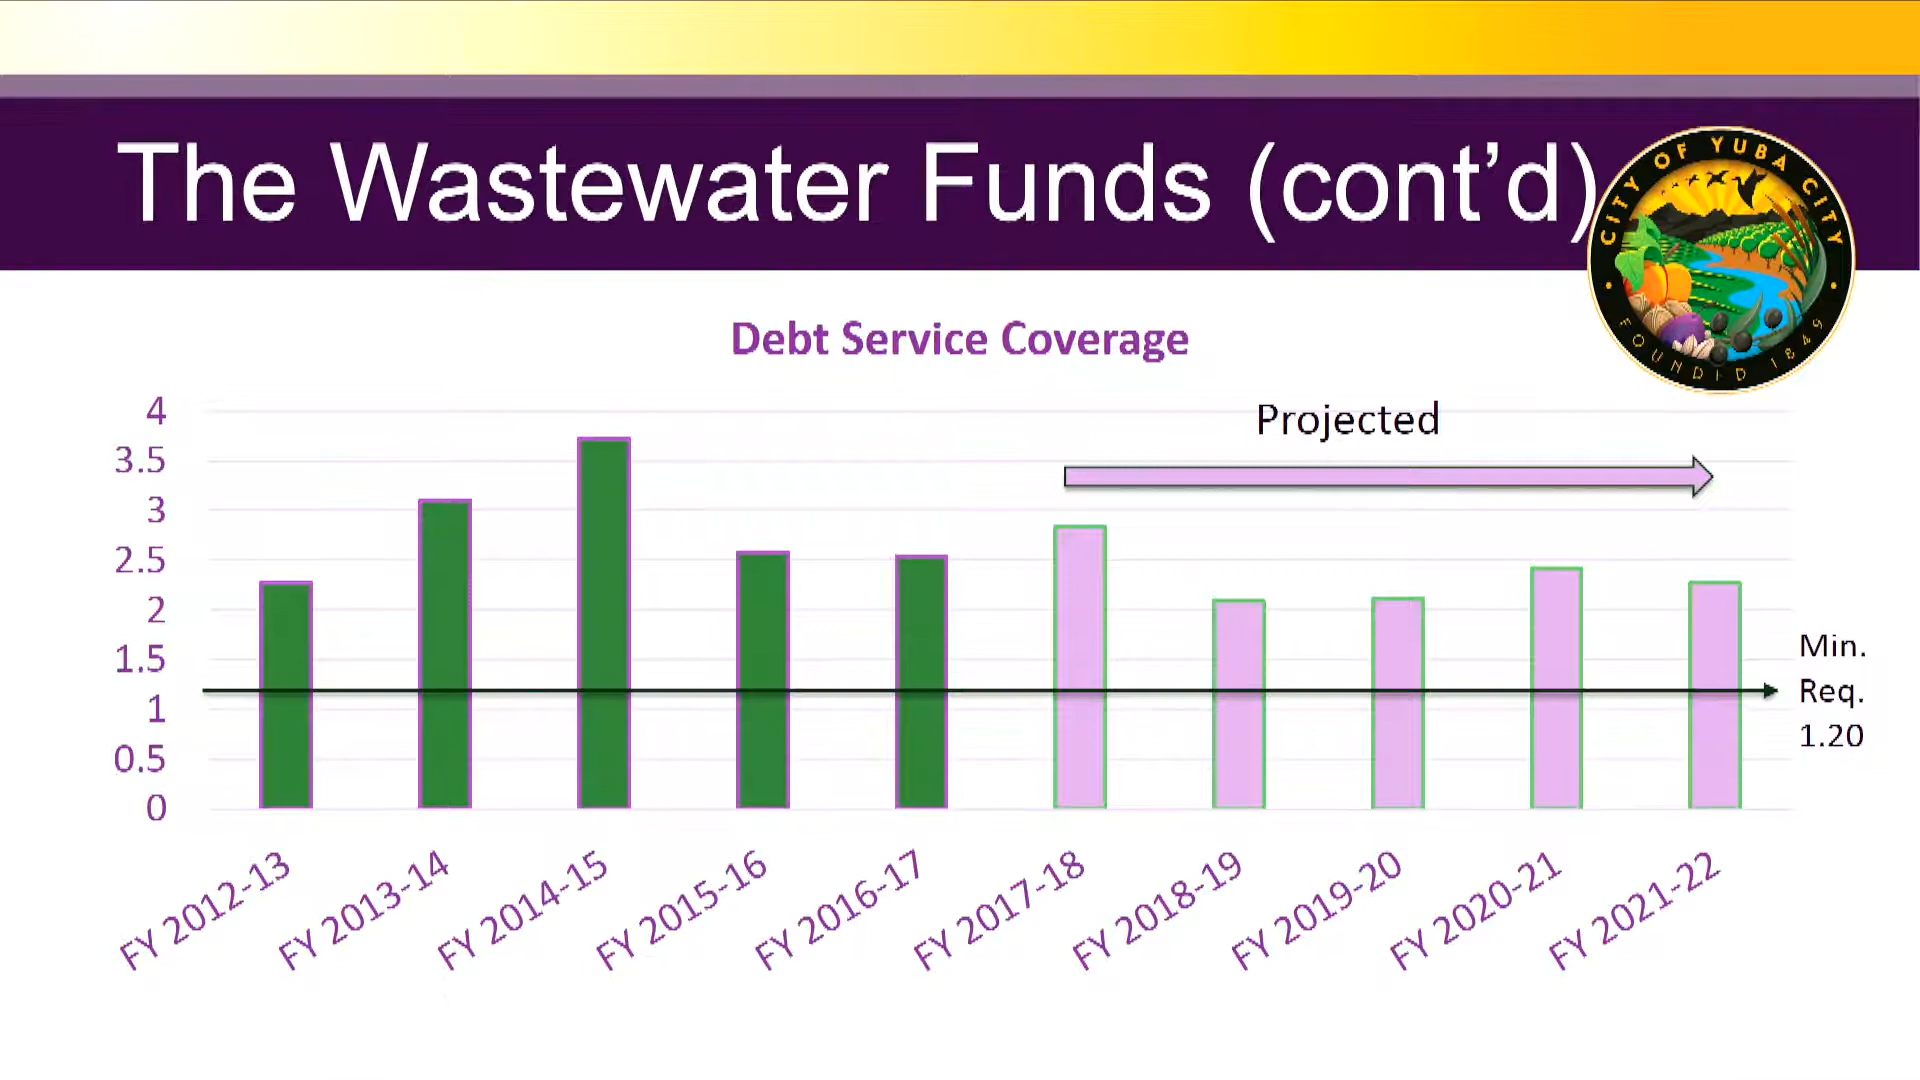 The Wastewater Funds (cont’d)
CITY OF YUBA CITY
FOUNDED 1849
Debt Service Coverage
Projected
4
3.5
3
2.5
2
1.5
1
0.5
0
Min.
Req.
1.20
FY 2012-13
FY 2013-14
FY 2014-15
FY 2015-16
FY 2016-17
FY 2017-18
FY 2018-19
FY 2019-20
FY 2020-21
FY 2021-22